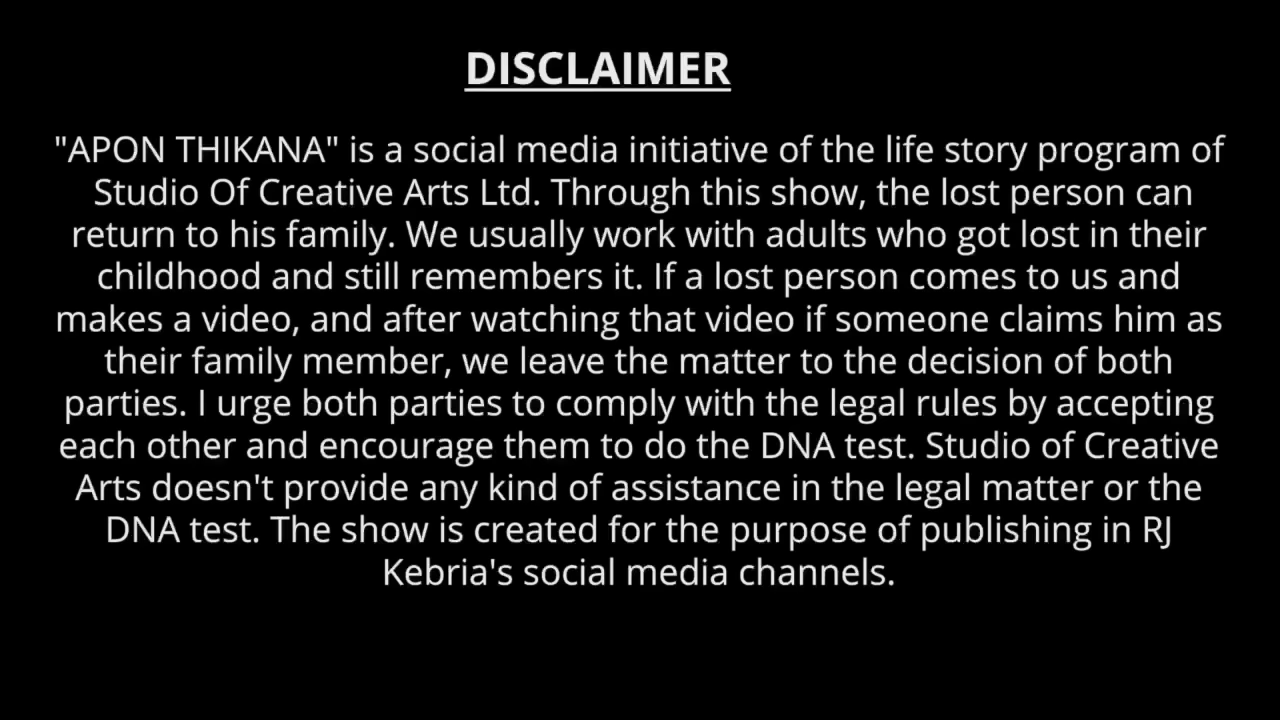 DISCLAIMER
"APON THIKANA" is a social media initiative of the life story program of
Studio Of Creative Arts Ltd. Through this show, the lost person can
return to his family. We usually work with adults who got lost in their
childhood and still remembers it. If a lost person comes to us and
makes a video, and after watching that video if someone claims him as
their family member, we leave the matter to the decision of both
parties. I urge both parties to comply with the legal rules by accepting
each other and encourage them to do the DNA test. Studio of Creative
Arts doesn't provide any kind of assistance in the legal matter or the
DNA test. The show is created for the purpose of publishing in RJ
Kebria's social media channels.